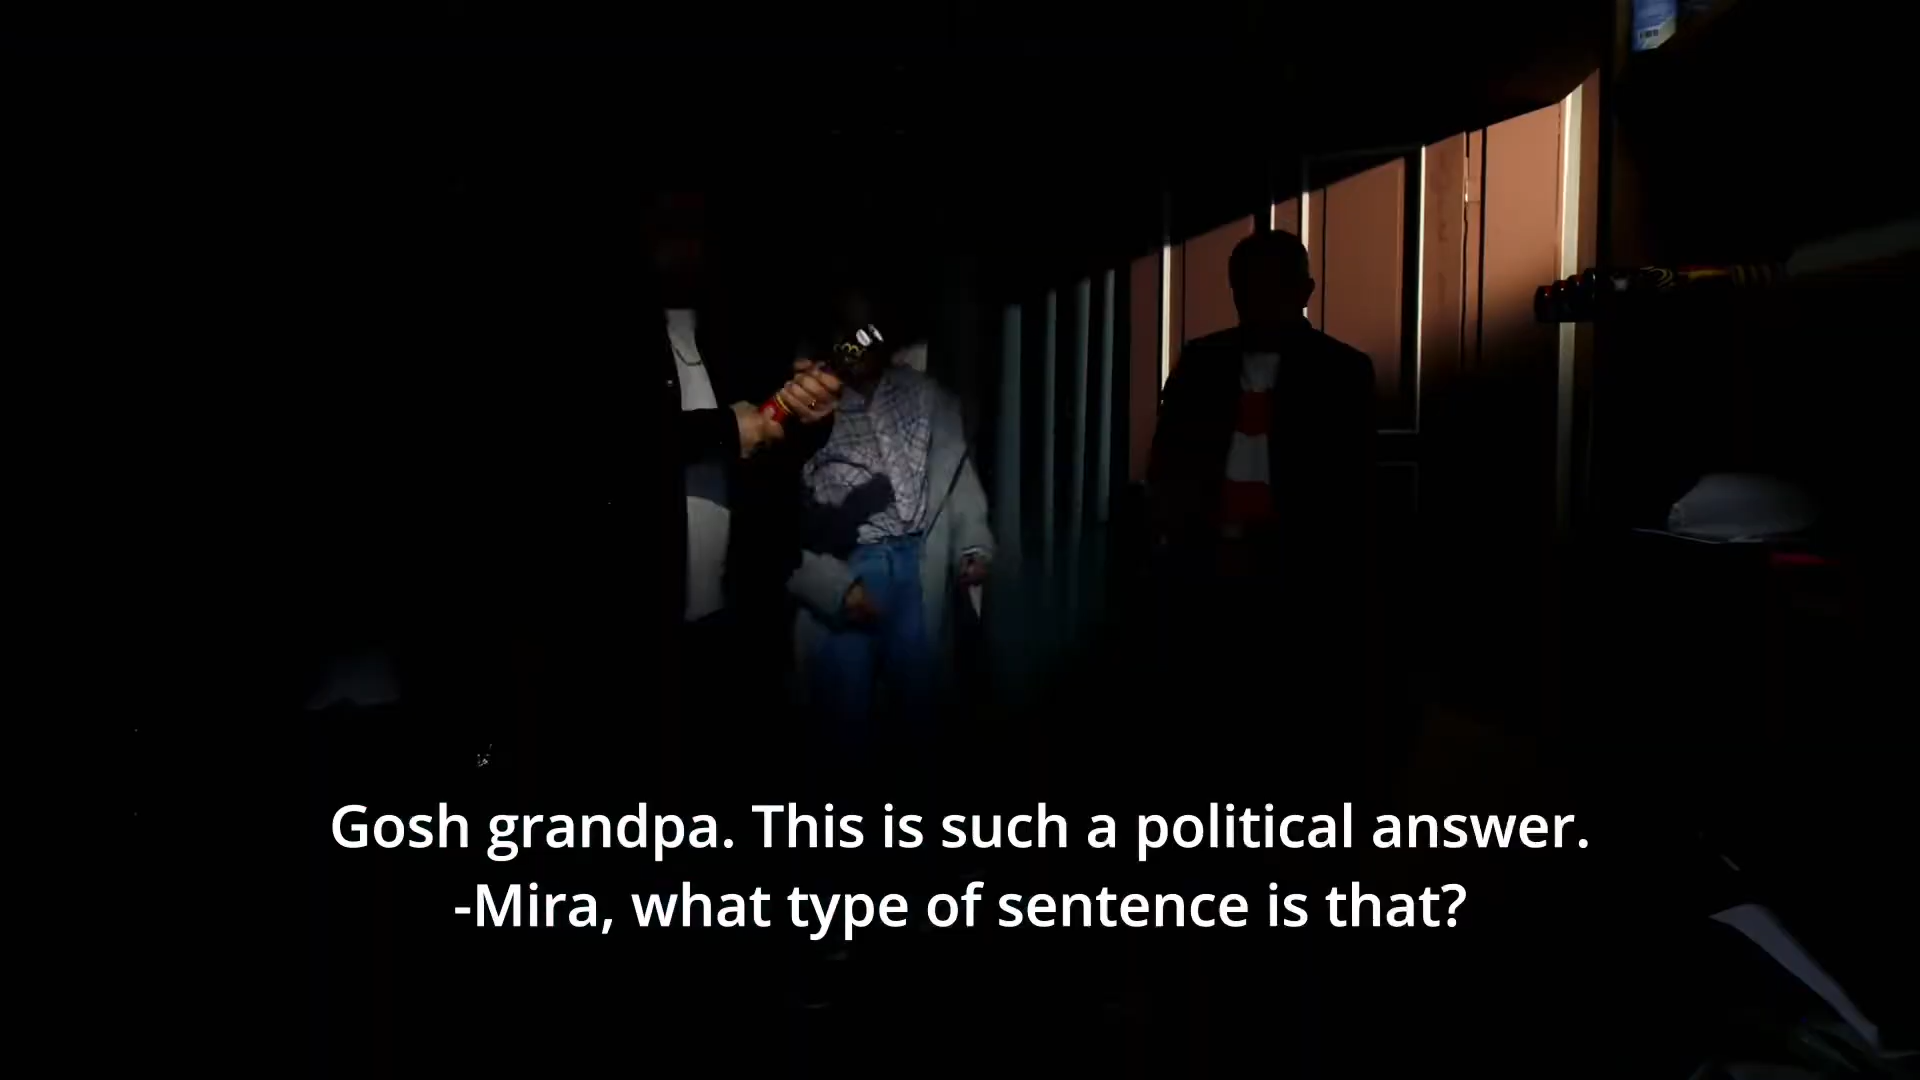 Gosh grandpa. This is such a political answer.
-Mira, what type of sentence is that?